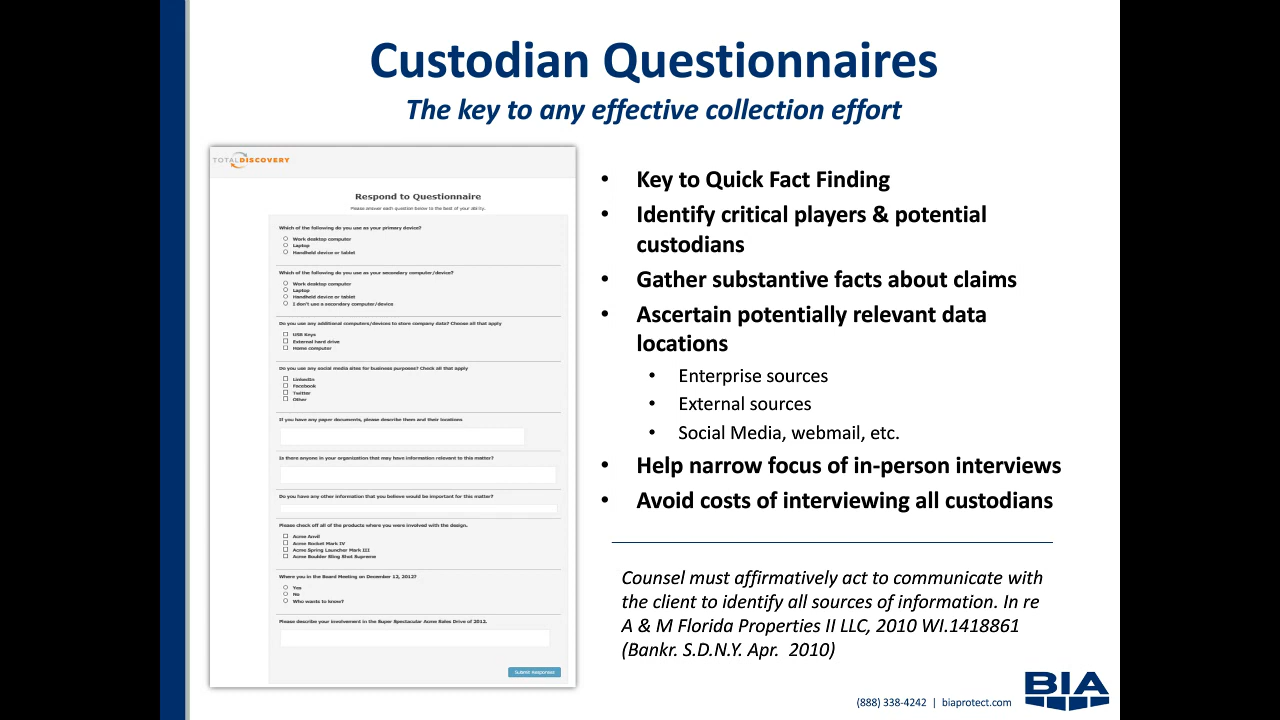 Custodian Questionnaires
The key to any effective collection effort
TOTALDISCOVERY
Respond to Questionnaire
Please answer each question below to the best of your ability.
Which of the following do you use as your primary device?
Work desktop computer
Laptop
Handheld device or tablet
Which of the following do you use as your secondary computer/device?
Work desktop computer
Laptop
Handheld device or tablet
I don't use a secondary computer/device
Do you use any additional computers/devices to store company data? Choose all that apply
USB Keys
External hard drive
Home computer
Do you use any social media sites for business purposes? Check all that apply
LinkedIn
Facebook
Twitter
Other
If you have any paper documents, please describe them and their locations
Is there anyone in your organization that may have information relevant to this matter?
Do you have any other information that you believe would be important for this matter?
Please check off all of the products where you were involved with the design.
Acme Anvil
Acme Rocket Mark IV
Acme Spring Launcher Mark III
Acme Boulder Bling Shot Supreme
Where you in the Board Meeting on December 12, 2012?
Yes
No
Who wants to know?
Please describe your involvement in the Super Spectacular Acme Sales Drive of 2012.
Submit Responses
• Key to Quick Fact Finding
• Identify critical players & potential
custodians
• Gather substantive facts about claims
• Ascertain potentially relevant data
locations
• Enterprise sources
• External sources
• Social Media, webmail, etc.
• Help narrow focus of in-person interviews
• Avoid costs of interviewing all custodians
Counsel must affirmatively act to communicate with
the client to identify all sources of information. In re
A & M Florida Properties II LLC, 2010 WI.1418861
(Bankr. S.D.N.Y. Apr. 2010)
(888) 338-4242 | biaprotect.com
BIA